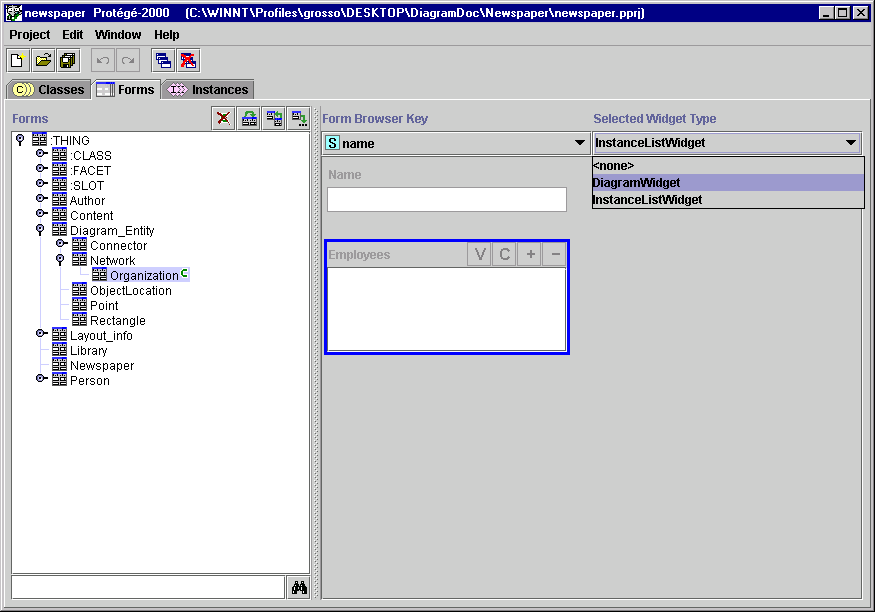 newspaper Protégé-2000 (C:\WINNT\Profiles\grosso\DESKTOP\DiagramDoc\Newspaper\newspaper.pprj)
Project Edit Window Help
Classes Forms Instances
Forms
:THING
:CLASS
:FACET
:SLOT
Author
Content
Diagram_Entity
Connector
Network
Organization C
ObjectLocation
Point
Rectangle
Layout_info
Library
Newspaper
Person
Form Browser Key
S name
Name
Employees V C + −
Selected Widget Type
InstanceListWidget
<none>
DiagramWidget
InstanceListWidget